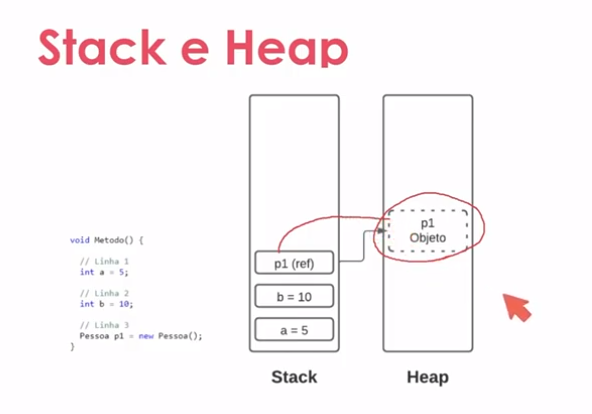 Stack e Heap
void Metodo() {
// Linha 1
int a = 5;
// Linha 2
int b = 10;
// Linha 3
Pessoa p1 = new Pessoa();
}
p1 (ref)
b = 10
a = 5
Stack
p1
Objeto
Heap